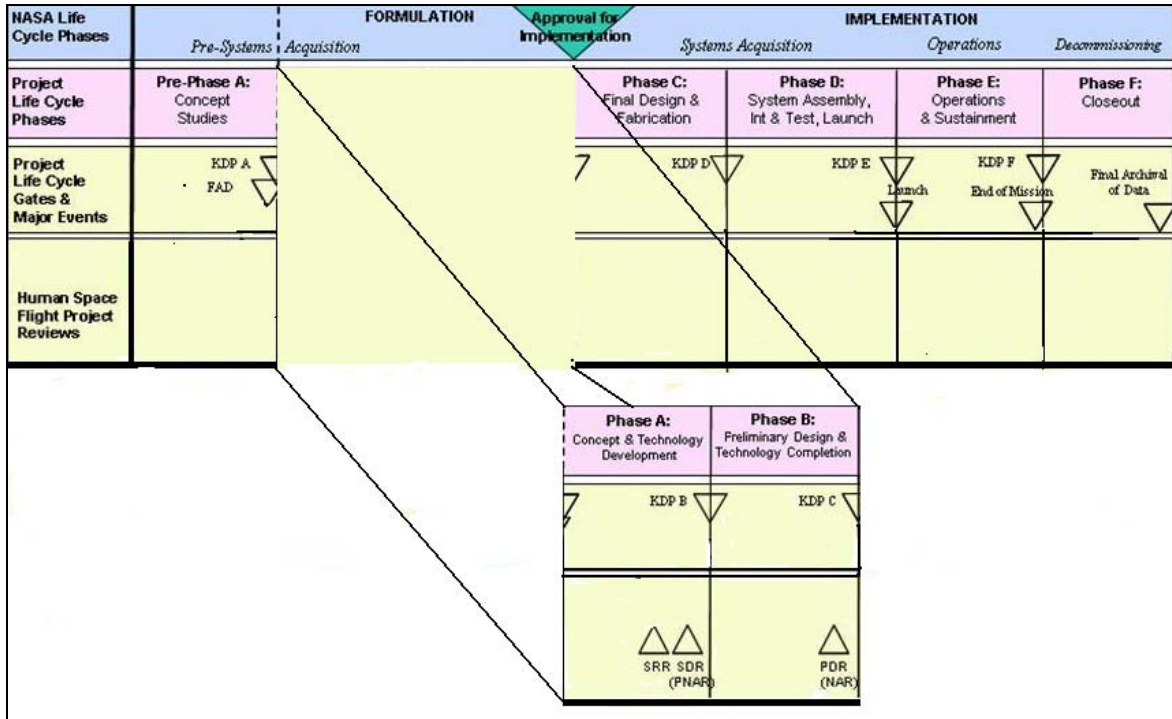 NASA Life
Cycle Phases
FORMULATION
Approval for
Implementation
IMPLEMENTATION
Pre-Systems Acquisition
Systems Acquisition
Operations
Decommissioning
Project
Life Cycle
Phases
Pre-Phase A:
Concept
Studies
Phase C:
Final Design &
Fabrication
Phase D:
System Assembly,
Int & Test, Launch
Phase E:
Operations
& Sustainment
Phase F:
Closeout
Project
Life Cycle
Gates &
Major Events
KDP A
FAD
KDP D
KDP E
Launch
KDP F
End of Mission
Final Archival
of Data
Human Space
Flight Project
Reviews
Phase A:
Concept & Technology
Development
Phase B:
Preliminary Design &
Technology Completion
KDP B
KDP C
SRR
SDR
(PNAR)
PDR
(NAR)